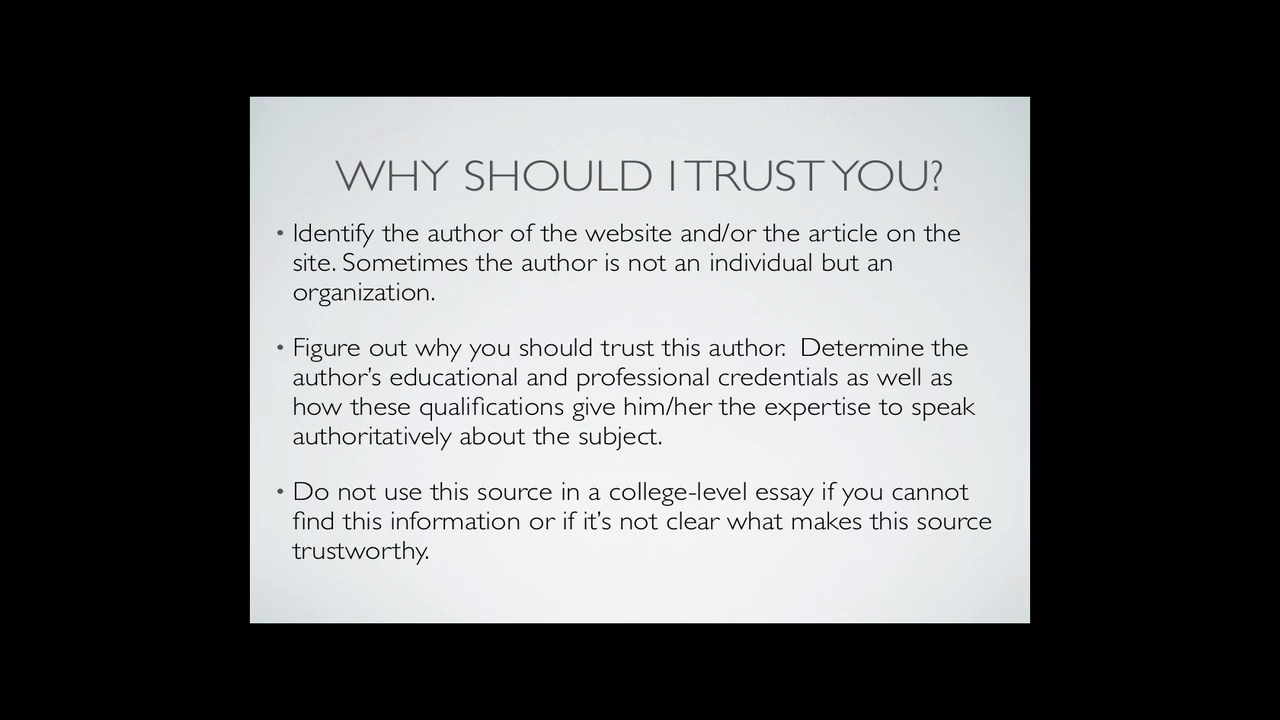 WHY SHOULD I TRUST YOU?
• Identify the author of the website and/or the article on the
site. Sometimes the author is not an individual but an
organization.
• Figure out why you should trust this author.  Determine the
author’s educational and professional credentials as well as
how these qualifications give him/her the expertise to speak
authoritatively about the subject.
• Do not use this source in a college-level essay if you cannot
find this information or if it’s not clear what makes this source
trustworthy.